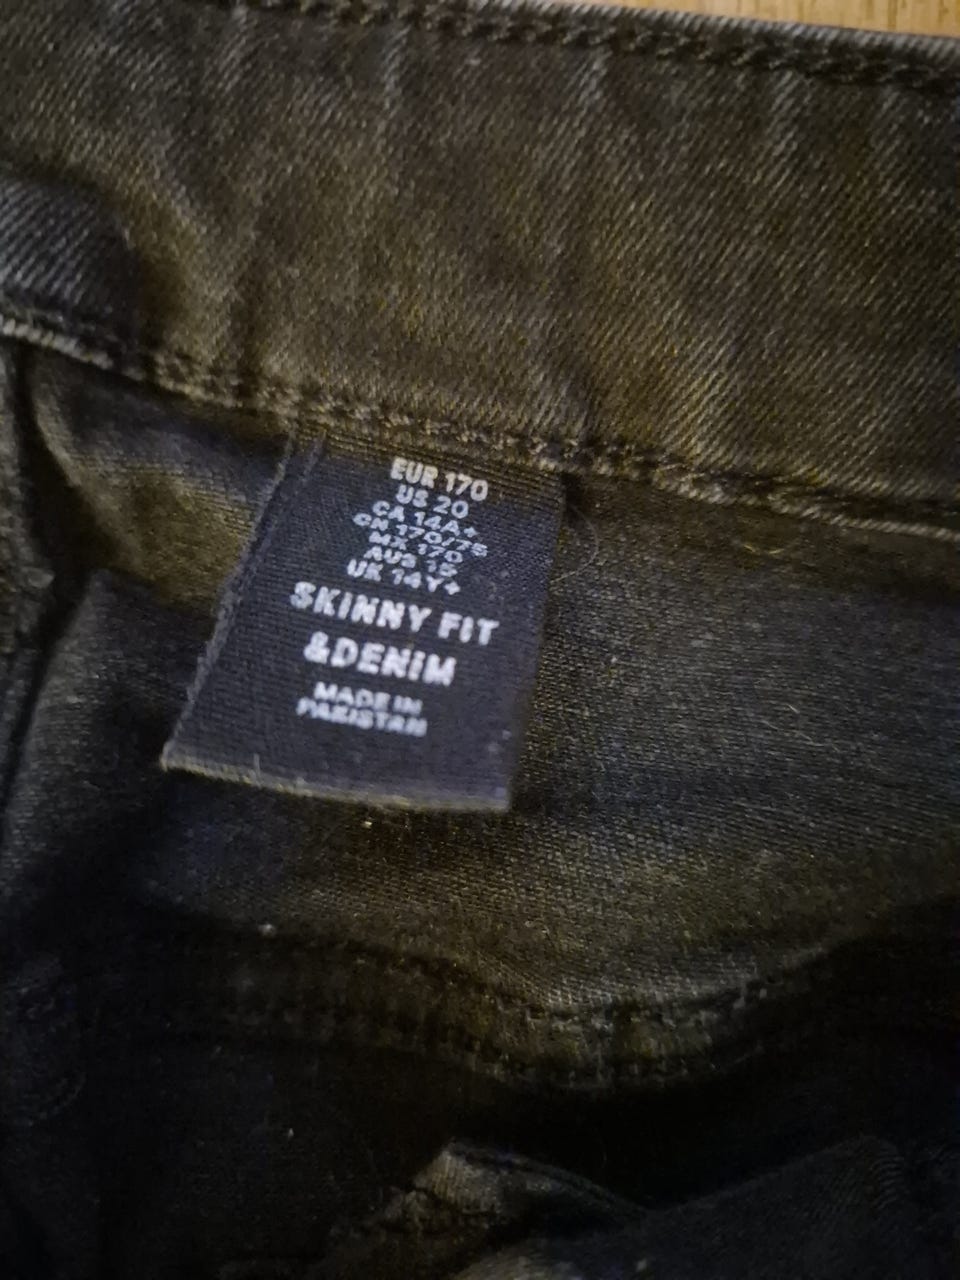 EUR 170
US 20
CA 14A+
CN 170/75
MX 170
AUS 15
UK 14Y+
SKINNY FIT
&DENIM
MADE IN
PAKISTAN